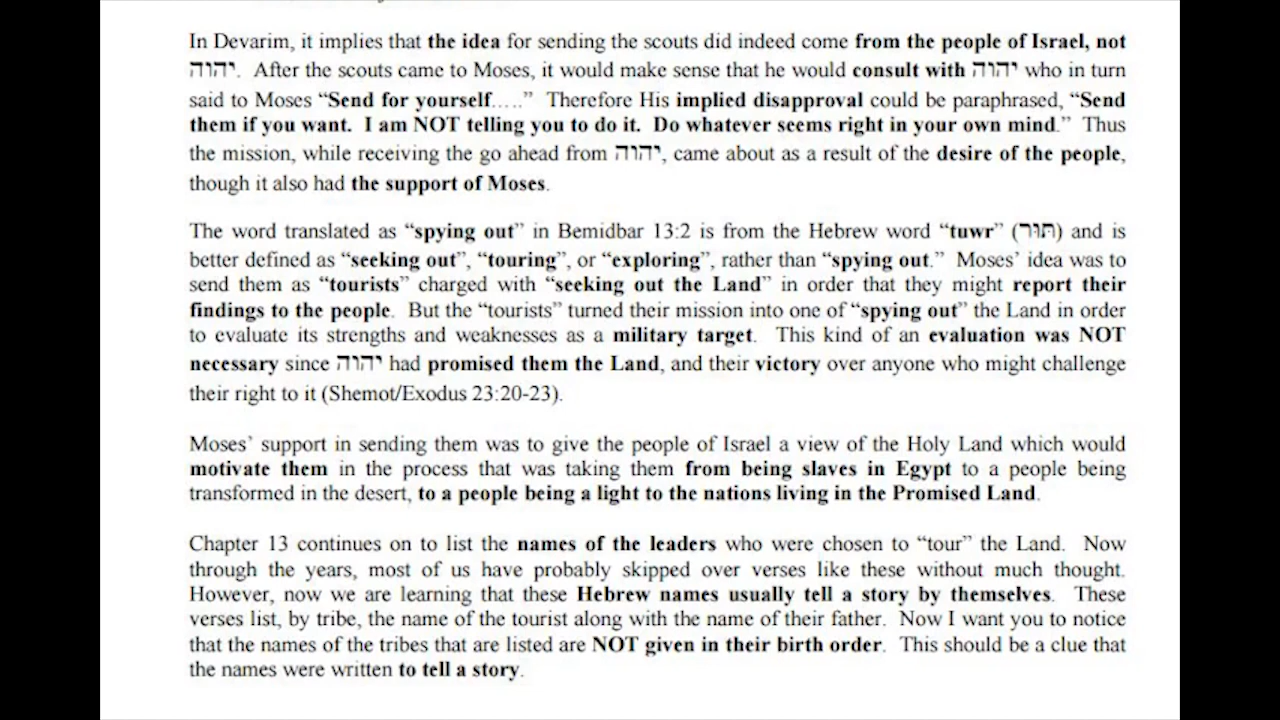 In Devarim, it implies that the idea for sending the scouts did indeed come from the people of Israel, not
יהוה. After the scouts came to Moses, it would make sense that he would consult with יהוה who in turn
said to Moses “Send for yourself…..” Therefore His implied disapproval could be paraphrased, “Send
them if you want. I am NOT telling you to do it. Do whatever seems right in your own mind.” Thus
the mission, while receiving the go ahead from יהוה, came about as a result of the desire of the people,
though it also had the support of Moses.
The word translated as “spying out” in Bemidbar 13:2 is from the Hebrew word “tuwr” (תּוּר) and is
better defined as “seeking out”, “touring”, or “exploring”, rather than “spying out.” Moses’ idea was to
send them as “tourists” charged with “seeking out the Land” in order that they might report their
findings to the people. But the “tourists” turned their mission into one of “spying out” the Land in order
to evaluate its strengths and weaknesses as a military target. This kind of an evaluation was NOT
necessary since יהוה had promised them the Land, and their victory over anyone who might challenge
their right to it (Shemot/Exodus 23:20-23).
Moses’ support in sending them was to give the people of Israel a view of the Holy Land which would
motivate them in the process that was taking them from being slaves in Egypt to a people being
transformed in the desert, to a people being a light to the nations living in the Promised Land.
Chapter 13 continues on to list the names of the leaders who were chosen to “tour” the Land. Now
through the years, most of us have probably skipped over verses like these without much thought.
However, now we are learning that these Hebrew names usually tell a story by themselves. These
verses list, by tribe, the name of the tourist along with the name of their father. Now I want you to notice
that the names of the tribes that are listed are NOT given in their birth order. This should be a clue that
the names were written to tell a story.